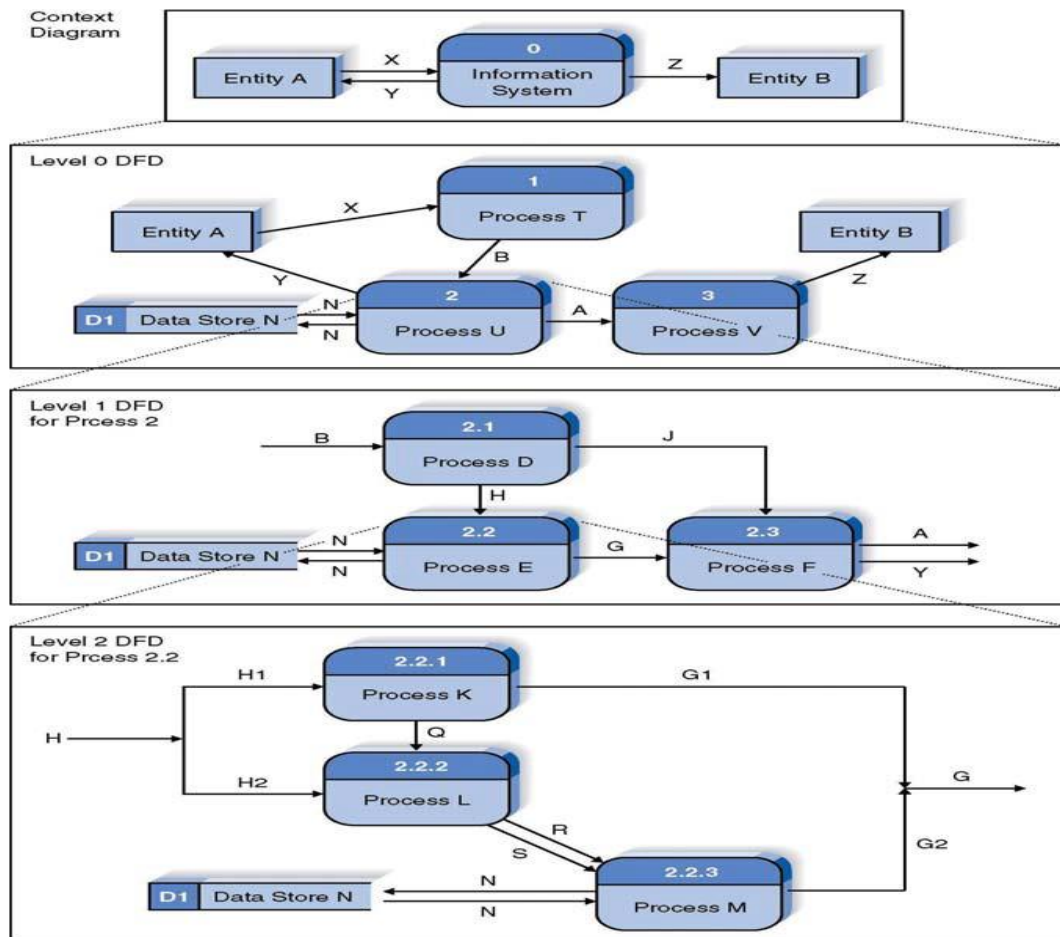 Context
Diagram
0
X
Entity A
Information
System
Z
Entity B
Y
Level 0 DFD
1
X
Process T
Entity A
Entity B
B
Y
Z
2
3
N
A
D1 Data Store N
Process U
Process V
N
Level 1 DFD
for Prcess 2
2.1
B
J
Process D
H
2.2
2.3
N
A
D1 Data Store N
G
Process E
Process F
N
Y
Level 2 DFD
for Prcess 2.2
2.2.1
H1
G1
Process K
Q
H
2.2.2
H2
G
Process L
R
S
G2
2.2.3
N
D1 Data Store N
Process M
N